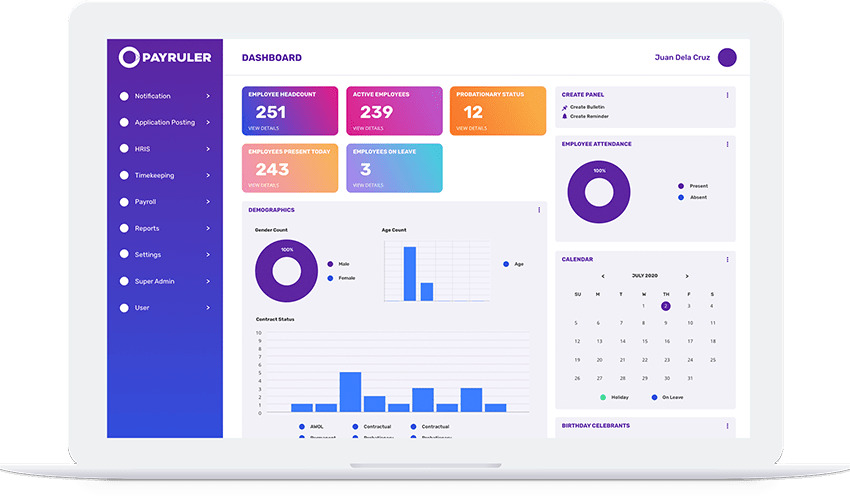 PAYRULER
DASHBOARD
Juan Dela Cruz
Notification >
Application Posting >
HRIS >
Timekeeping >
Payroll >
Reports >
Settings >
Super Admin >
User >
EMPLOYEE HEADCOUNT
251
VIEW DETAILS
ACTIVE EMPLOYEES
239
VIEW DETAILS
PROBATIONARY STATUS
12
VIEW DETAILS
EMPLOYEES PRESENT TODAY
243
VIEW DETAILS
EMPLOYEES ON LEAVE
3
VIEW DETAILS
DEMOGRAPHICS
Gender Count
100%
Male
Female
Age Count
Age
Contract Status
10
9
8
7
6
5
4
3
2
1
0
AWOL
Contractual
Contractual
Permanent
Probationary
Probationary
CREATE PANEL
Create Bulletin
Create Reminder
EMPLOYEE ATTENDANCE
100%
Present
Absent
CALENDAR
< JULY 2020 >
SU M T W TH F S
1 2 3 4
5 6 7 8 9 10 11
12 13 14 15 16 17 18
19 20 21 22 23 24 25
26 27 28 29 30 31
Holiday
On Leave
BIRTHDAY CELEBRANTS